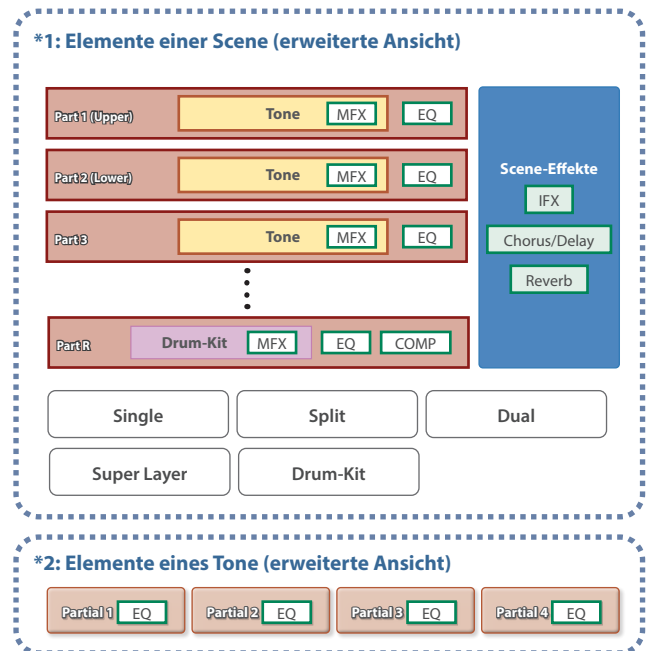 *1: Elemente einer Scene (erweiterte Ansicht)
Part 1 (Upper) Tone MFX EQ
Part 2 (Lower) Tone MFX EQ
Part 3 Tone MFX EQ
Part R Drum-Kit MFX EQ COMP
Scene-Effekte
IFX
Chorus/Delay
Reverb
Single Split Dual
Super Layer Drum-Kit
*2: Elemente eines Tone (erweiterte Ansicht)
Partial 1 EQ Partial 2 EQ Partial 3 EQ Partial 4 EQ